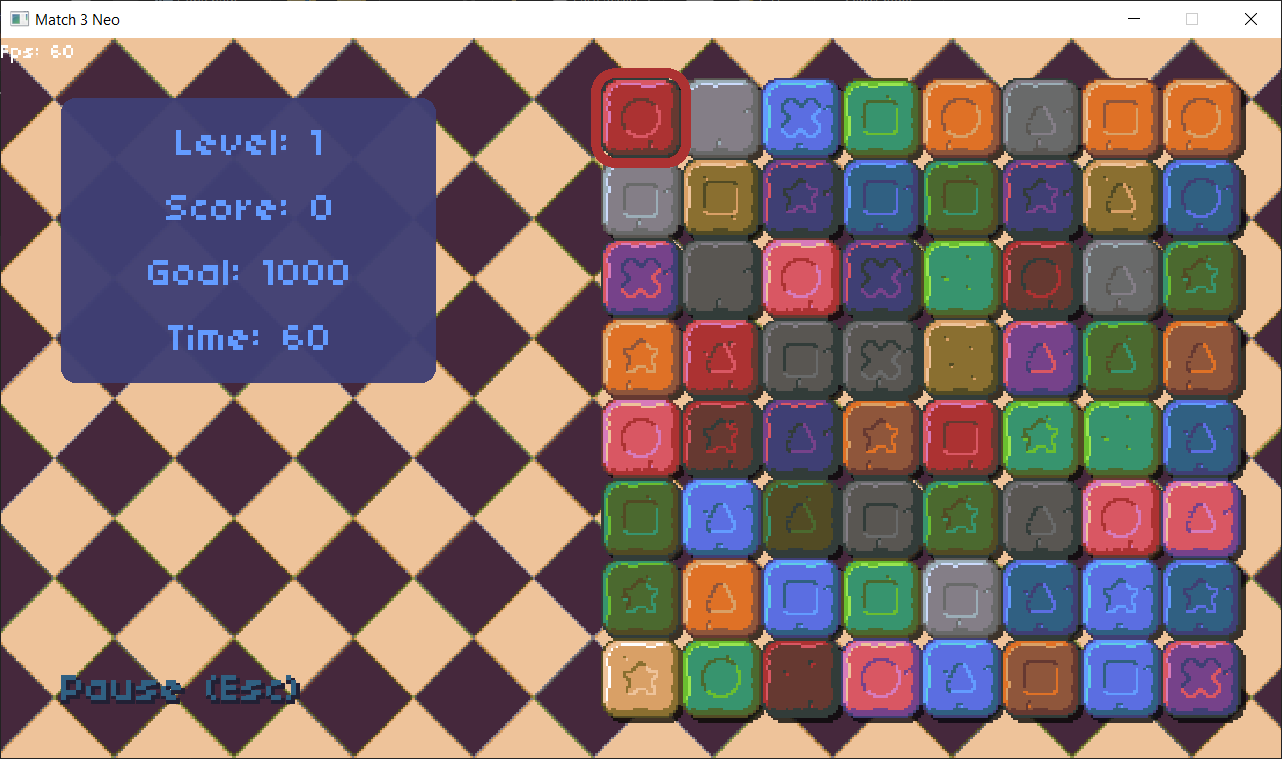 Match 3 Neo
Fps: 60
Level: 1
Score: 0
Goal: 1000
Time: 60
Pause (Esc)